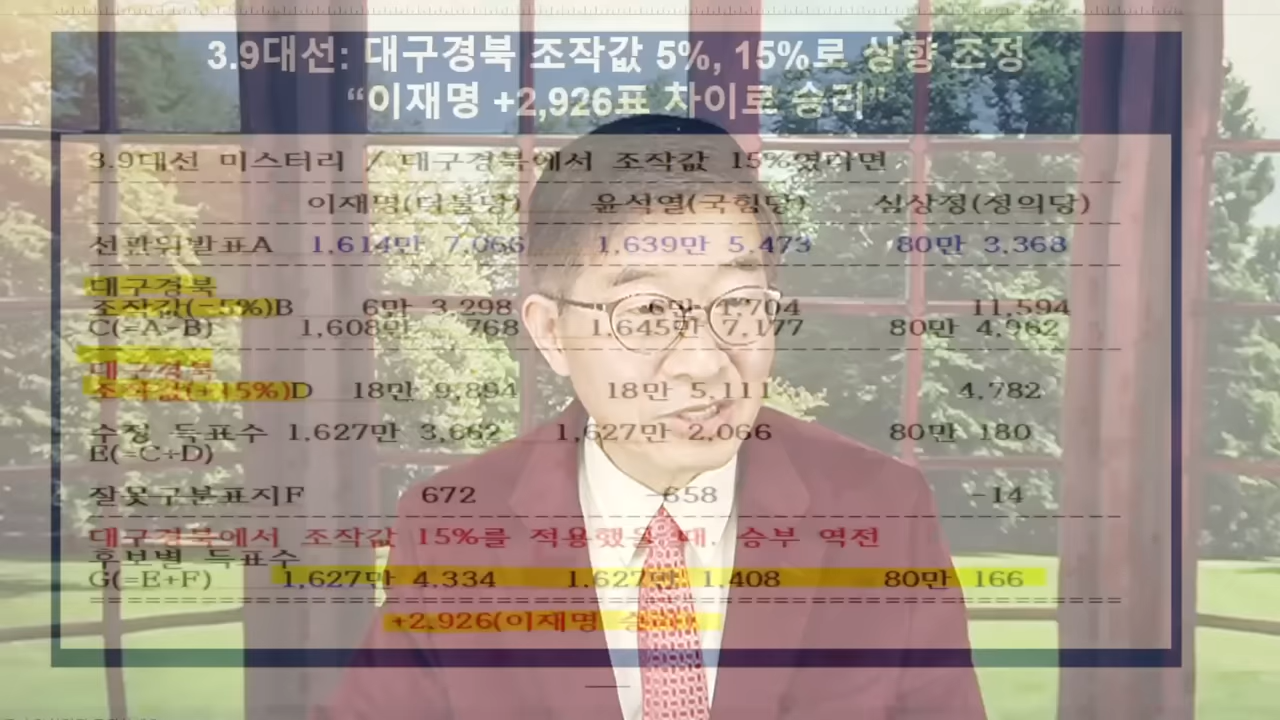 3.9대선: 대구경북 조작값 5%, 15%로 상향 조정
“이재명 +2,926표 차이로 승리”
3.9대선 미스터리 / 대구경북에서 조작값 15%였다면
이재명(더불당) 윤석열(국힘당) 심상정(정의당)
선관위발표A 1,614만 7,066 1,639만 5,473 80만 3,368
대구경북
조작값(-5%)B 6만 3,298 1,704 11,594
C(=A-B) 1,608만 768 1,645만 7,177 80만 4,962
대구경북
조작값(+15%)D 18만 9,894 18만 5,111 4,782
수정 득표수 1,627만 3,662 1,627만 2,066 80만 180
E(=C+D)
잘못구분표지F 672 -658 -14
대구경북에서 조작값 15%를 적용했을 때, 승부 역전
후보별 득표수
G(=E+F) 1,627만 4,334 1,627만 1,408 80만 166
+2,926(이재명 승리)